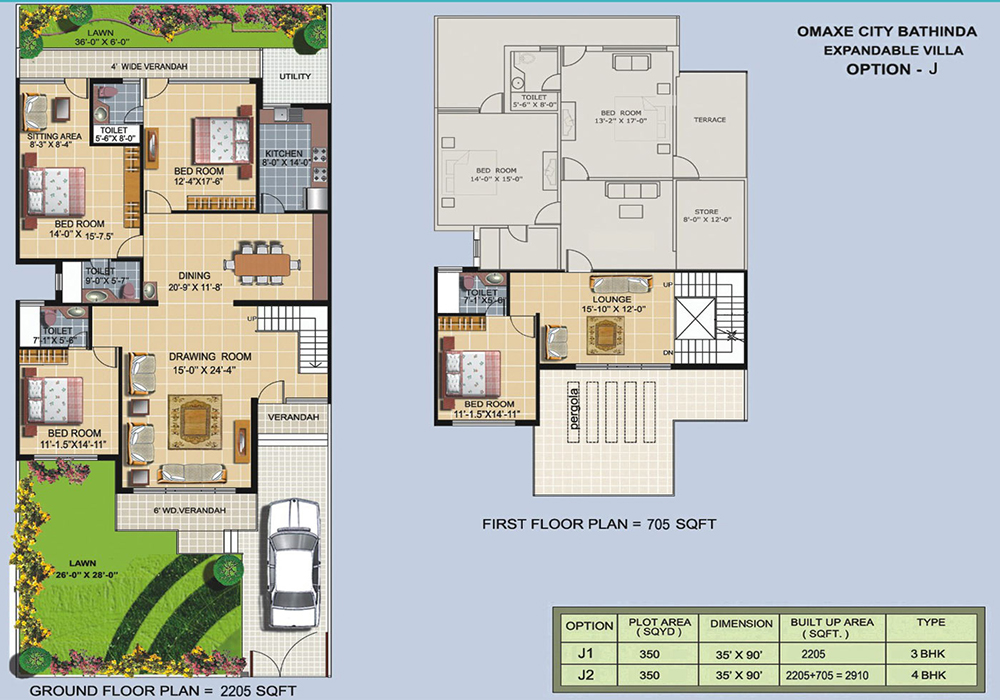 OMAXE CITY BATHINDA
EXPANDABLE VILLA
OPTION - J
LAWN
36'-0" X 6'-0"
4' WIDE VERANDAH
UTILITY
SITTING AREA
8'-3" X 8'-4"
TOILET
5'-6"X 8'-0"
BED ROOM
12'-4"X17'-6"
KITCHEN
8'-0" X 14'-0"
BED ROOM
14'-0" X 15'-7.5"
TOILET
9'-0"X 5'-7"
DINING
20'-9" X 11'-8'
UP
TOILET
7'-1"X 5'-6"
DRAWING ROOM
15'-0" X 24'-4"
BED ROOM
11'-1.5"X14'-11"
VERANDAH
6' WD.VERANDAH
LAWN
26'-0" X 28'-0"
GROUND FLOOR PLAN = 2205 SQFT
TOILET
5'-6" X 8'-0"
BED ROOM
13'-2" X 17'-0"
TERRACE
BED ROOM
14'-0" X 15'-0"
STORE
8'-0" X 12'-0"
TOILET
7'-1"X5'-0"
LOUNGE
15'-10" X 12'-0"
UP
DN
BED ROOM
11'-1.5"X14'-11"
pergola
FIRST FLOOR PLAN = 705 SQFT
OPTION PLOT AREA ( SQYD ) DIMENSION BUILT UP AREA ( SQFT. ) TYPE
J1 350 35' X 90' 2205 3 BHK
J2 350 35' X 90' 2205+705 = 2910 4 BHK